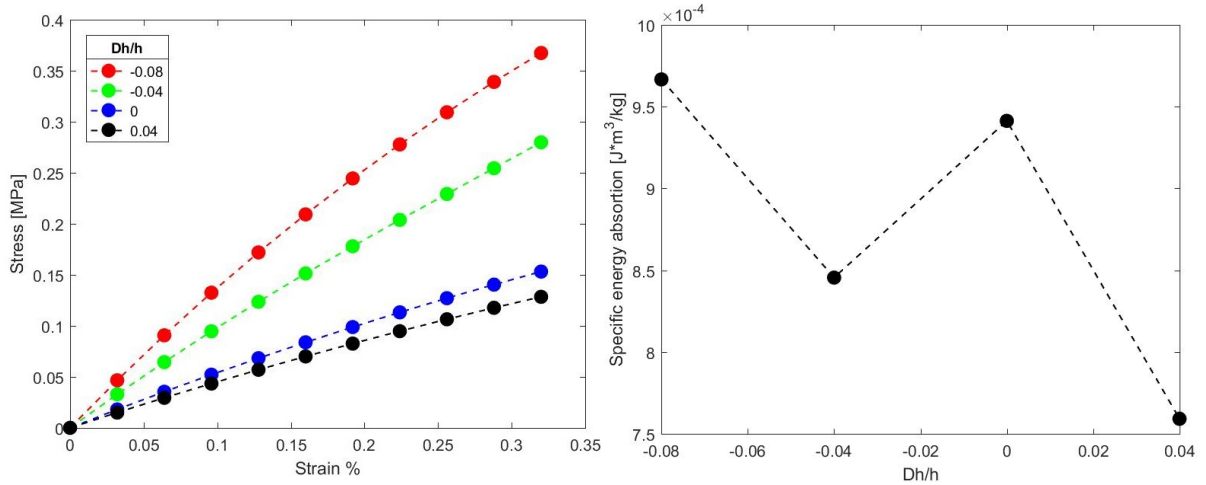 0.4
0.35
0.3
0.25
0.2
0.15
0.1
0.05
0
Stress [MPa]
Dh/h
-0.08
-0.04
0
0.04
0 0.05 0.1 0.15 0.2 0.25 0.3 0.35
Strain %
×10⁻⁴
10
9.5
9
8.5
8
7.5
Specific energy absortion [J*m³/kg]
-0.08 -0.06 -0.04 -0.02 0 0.02 0.04
Dh/h